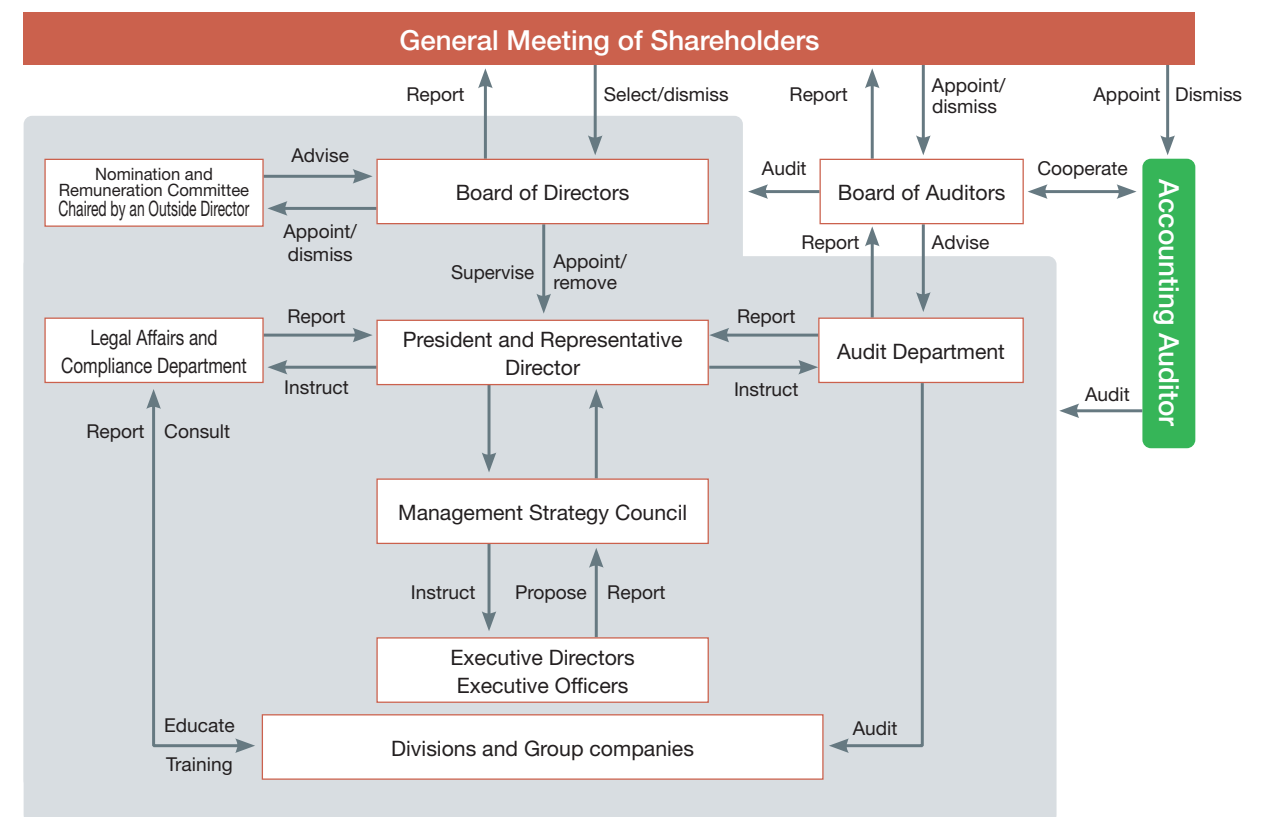 General Meeting of Shareholders
Report
Select/dismiss
Report
Appoint/
dismiss
Appoint
Dismiss
Nomination and
Remuneration Committee
Chaired by an Outside Director
Advise
Appoint/
dismiss
Board of Directors
Audit
Board of Auditors
Cooperate
Accounting Auditor
Supervise
Appoint/
remove
Report
Advise
Legal Affairs and
Compliance Department
Report
Instruct
President and Representative
Director
Report
Instruct
Audit Department
Audit
Report
Consult
Management Strategy Council
Instruct
Propose
Report
Executive Directors
Executive Officers
Educate
Training
Divisions and Group companies
Audit